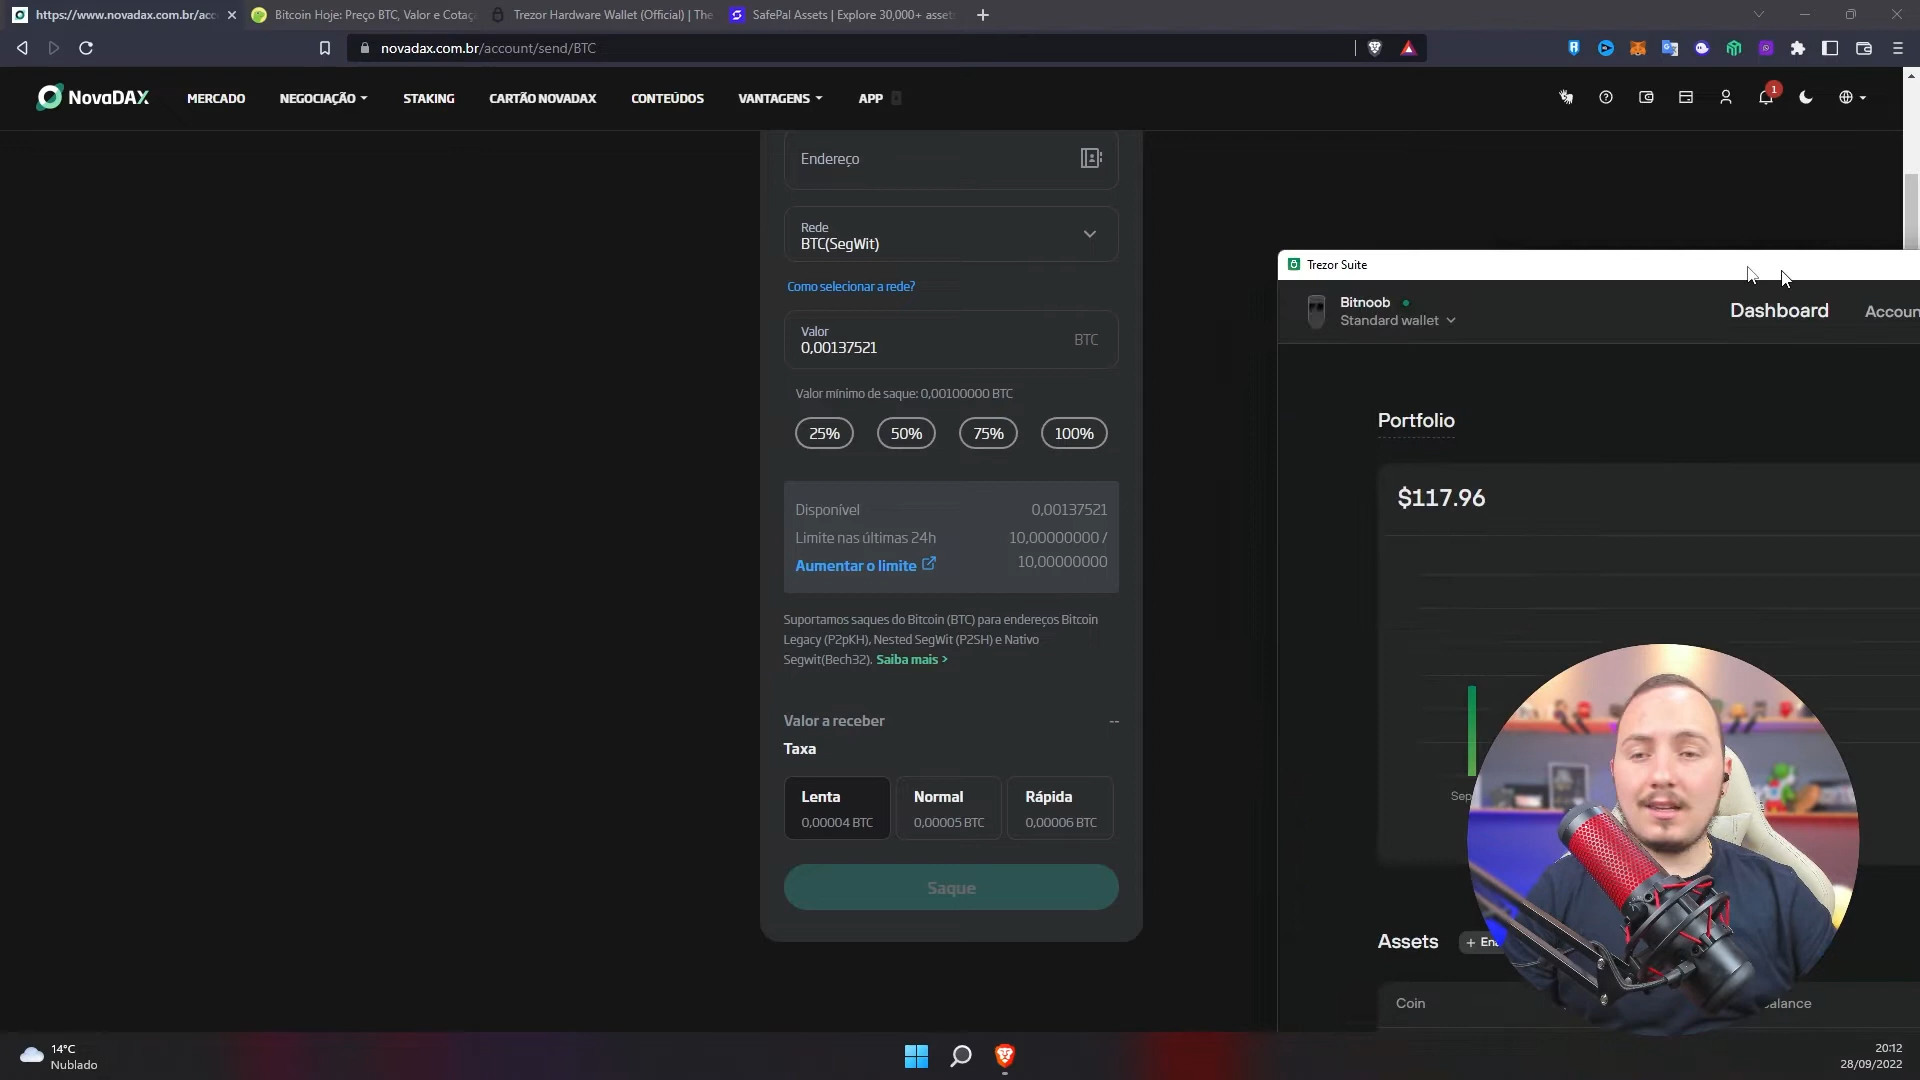 https://www.novadax.com.br/acc
Bitcoin Hoje: Preço BTC, Valor e Cotaç
Trezor Hardware Wallet (Official) | The
SafePal Assets | Explore 30,000+ asset
novadax.com.br/account/send/BTC
NovaDAX
MERCADO
NEGOCIAÇÃO
STAKING
CARTÃO NOVADAX
CONTEÚDOS
VANTAGENS
APP
1
Endereço
Rede
BTC(SegWit)
Como selecionar a rede?
Valor
0,00137521
BTC
Valor mínimo de saque: 0,00100000 BTC
25%
50%
75%
100%
Disponível
0,00137521
Limite nas últimas 24h
10,00000000 /
Aumentar o limite
10,00000000
Suportamos saques do Bitcoin (BTC) para endereços Bitcoin
Legacy (P2pKH), Nested SegWit (P2SH) e Nativo
Segwit(Bech32). Saiba mais >
Valor a receber
--
Taxa
Lenta
0,00004 BTC
Normal
0,00005 BTC
Rápida
0,00006 BTC
Saque
Trezor Suite
Bitnoob
Standard wallet
Dashboard
Accoun
Portfolio
$117.96
Sep
Assets
+ En
Coin
alance
14°C
Nublado
20:12
28/09/2022